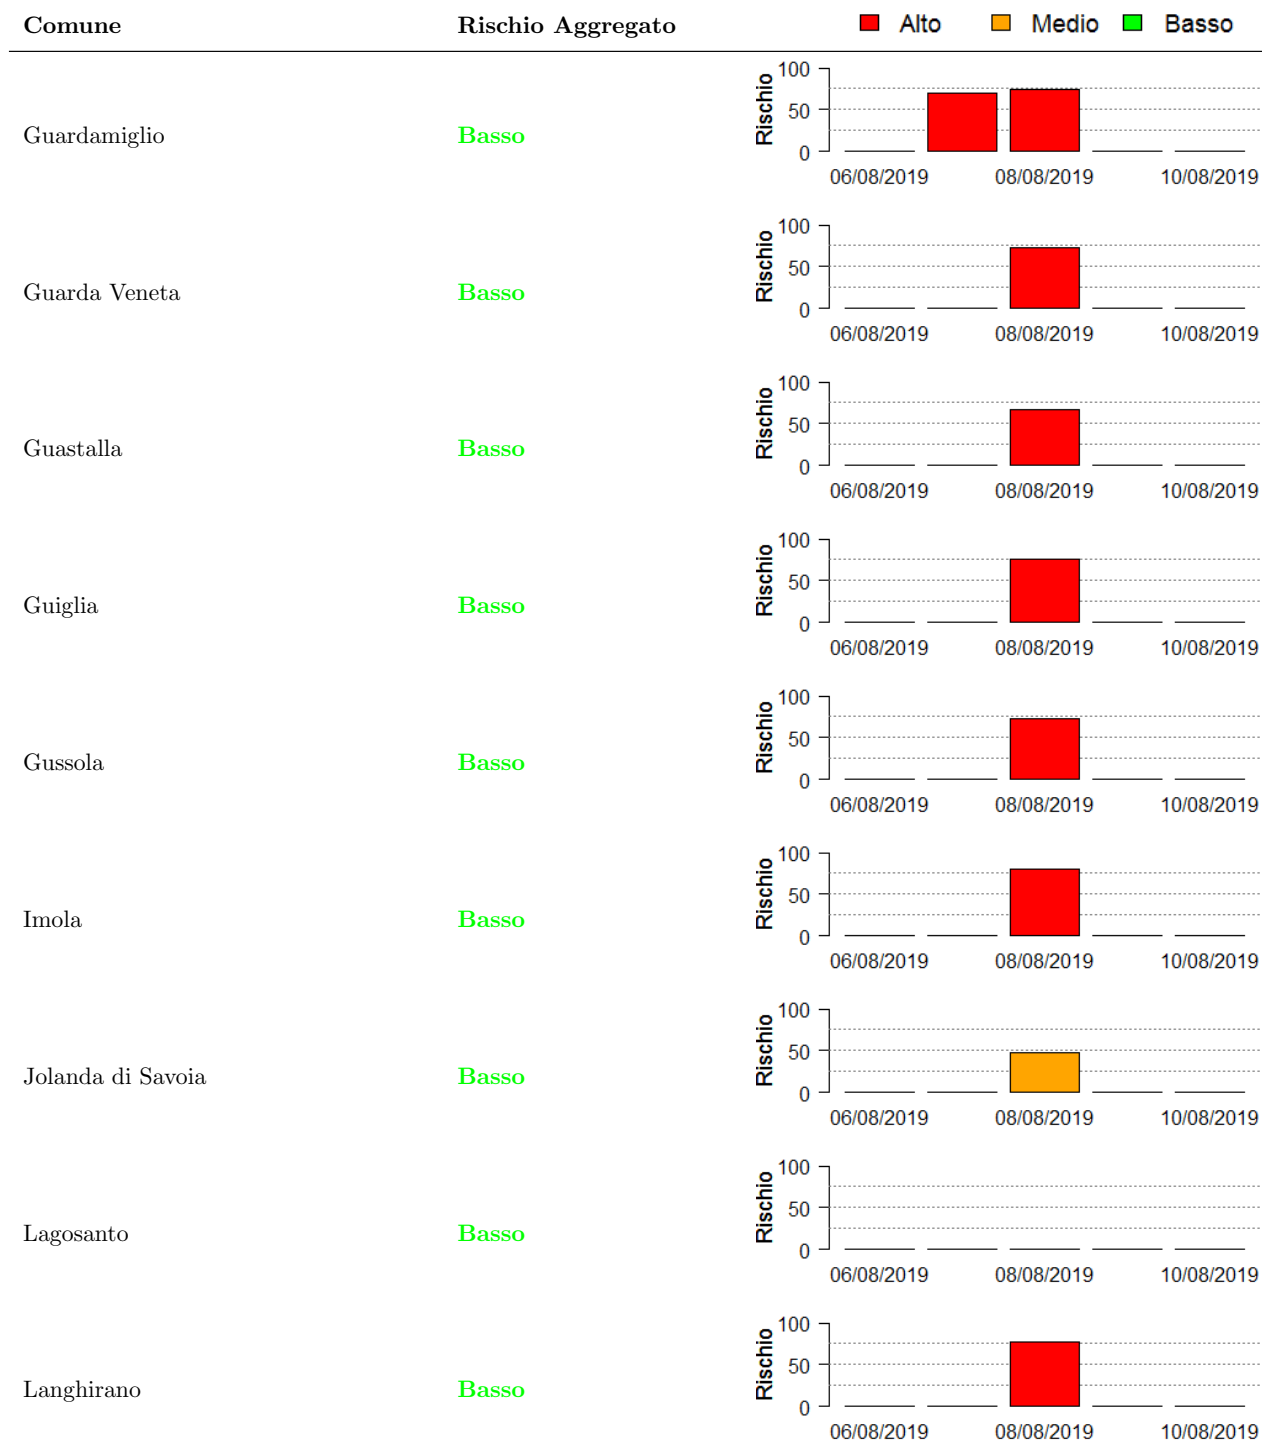 Comune Rischio Aggregato Alto Medio Basso
Guardamiglio Basso Rischio 100 50 0
06/08/2019 08/08/2019 10/08/2019
Guarda Veneta Basso Rischio 100 50 0
06/08/2019 08/08/2019 10/08/2019
Guastalla Basso Rischio 100 50 0
06/08/2019 08/08/2019 10/08/2019
Guiglia Basso Rischio 100 50 0
06/08/2019 08/08/2019 10/08/2019
Gussola Basso Rischio 100 50 0
06/08/2019 08/08/2019 10/08/2019
Imola Basso Rischio 100 50 0
06/08/2019 08/08/2019 10/08/2019
Jolanda di Savoia Basso Rischio 100 50 0
06/08/2019 08/08/2019 10/08/2019
Lagosanto Basso Rischio 100 50 0
06/08/2019 08/08/2019 10/08/2019
Langhirano Basso Rischio 100 50 0
06/08/2019 08/08/2019 10/08/2019